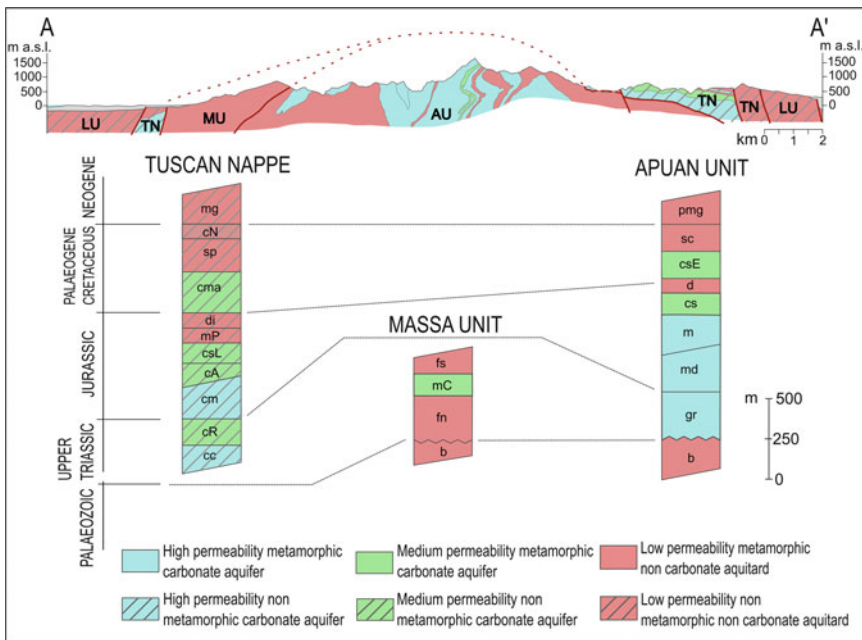 A A'
m a.s.l. m a.s.l.
1500 1500
1000 1000
500 500
0 0
LU TN MU AU TN TN LU
km 0 2
TUSCAN NAPPE APUAN UNIT
NEOGENE
PALAEOGENE
CRETACEOUS
JURASSIC
UPPER
TRIASSIC
PALAEOZOIC
mg
cN
sp
cma
di
mP
csL
cA
cm
cR
cc
MASSA UNIT
fs
mC
fn
b
pmg
sc
csE
d
cs
m
md
gr
b
m 500
250
0
High permeability metamorphic
carbonate aquifer
Medium permeability metamorphic
carbonate aquifer
Low permeability metamorphic
non carbonate aquitard
High permeability non
metamorphic carbonate aquifer
Medium permeability non
metamorphic carbonate aquifer
Low permeability non
metamorphic non carbonate aquitard